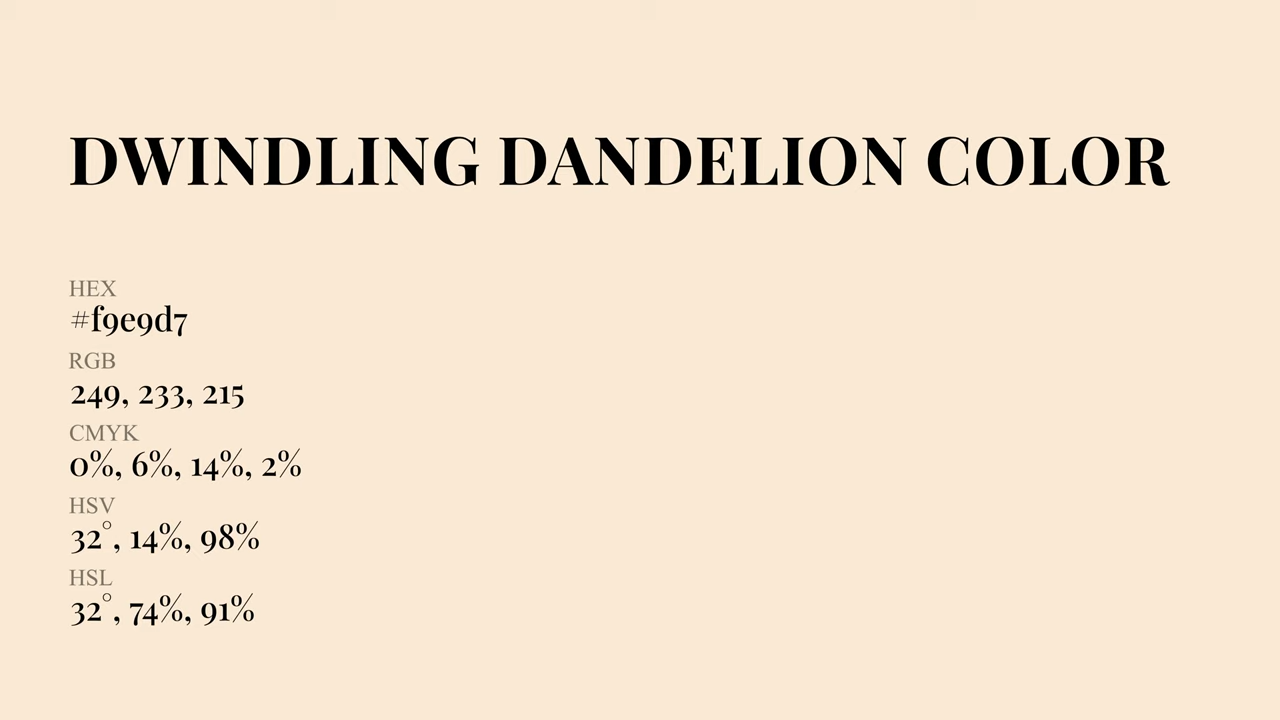 DWINDLING DANDELION COLOR
HEX
#f9e9d7
RGB
249, 233, 215
CMYK
0%, 6%, 14%, 2%
HSV
32°, 14%, 98%
HSL
32°, 74%, 91%